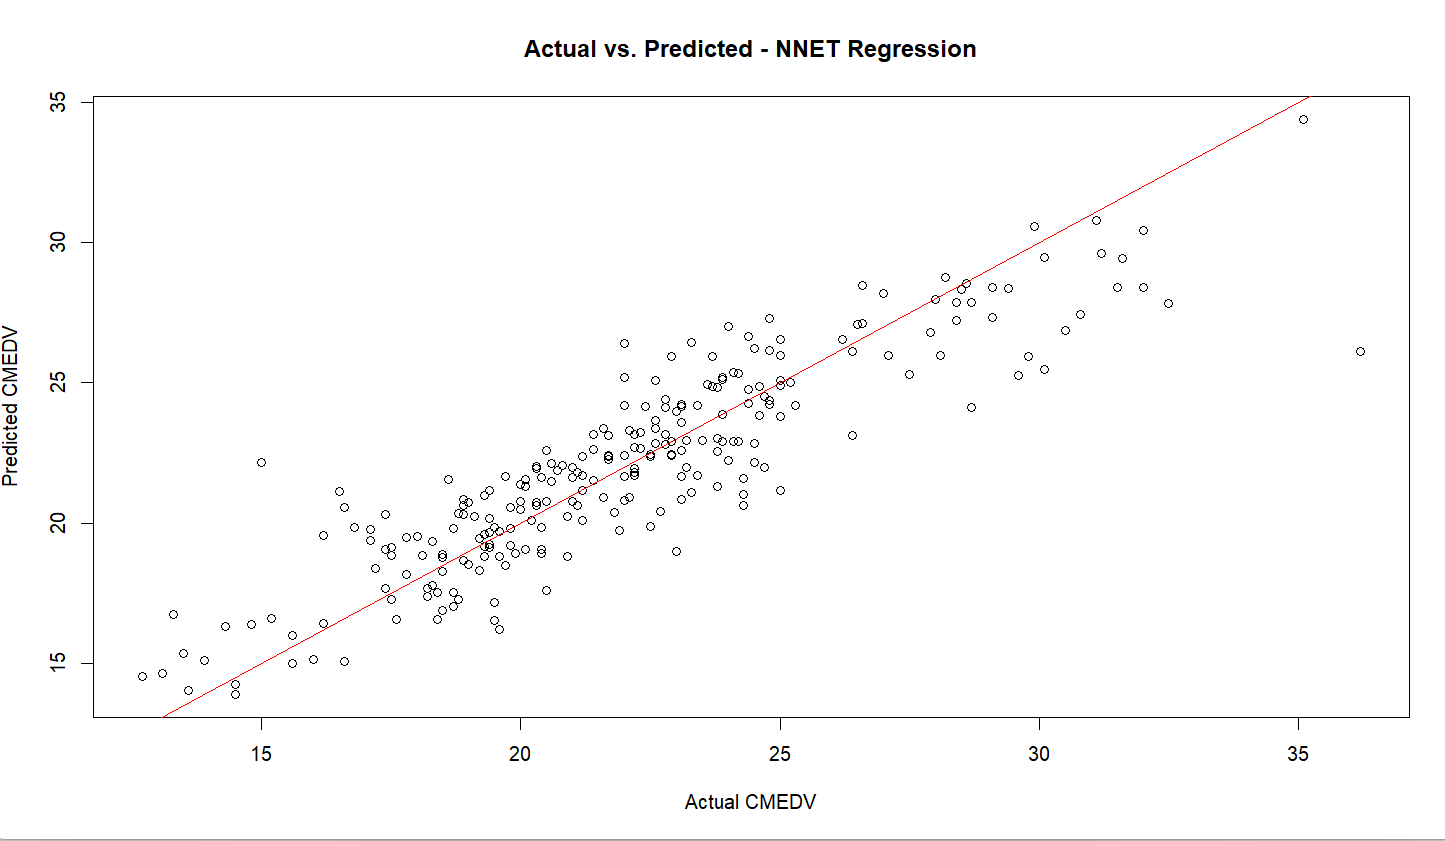 Actual vs. Predicted - NNET Regression
35
30
25
20
15
Predicted CMEDV
15 20 25 30 35
Actual CMEDV